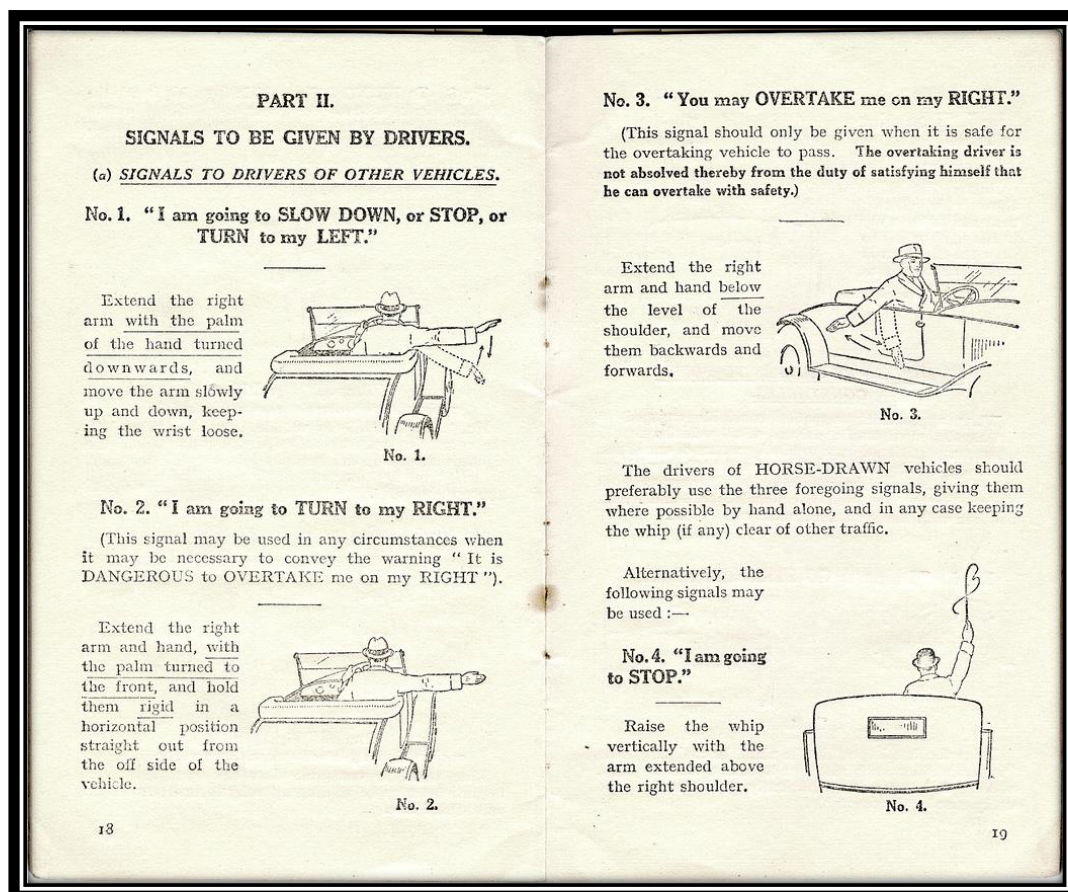 PART II.
SIGNALS TO BE GIVEN BY DRIVERS.
(a) SIGNALS TO DRIVERS OF OTHER VEHICLES.
No. 1. “I am going to SLOW DOWN, or STOP, or
TURN to my LEFT.”
Extend the right
arm with the palm
of the hand turned
downwards, and
move the arm slowly
up and down, keep-
ing the wrist loose.
No. 1.
No. 2. “I am going to TURN to my RIGHT.”
(This signal may be used in any circumstances when
it may be necessary to convey the warning “ It is
DANGEROUS to OVERTAKE me on my RIGHT ”).
Extend the right
arm and hand, with
the palm turned to
the front, and hold
them rigid in a
horizontal position
straight out from
the off side of the
vehicle.
No. 2.
18
No. 3. “You may OVERTAKE me on my RIGHT.”
(This signal should only be given when it is safe for
the overtaking vehicle to pass. The overtaking driver is
not absolved thereby from the duty of satisfying himself that
he can overtake with safety.)
Extend the right
arm and hand below
the level of the
shoulder, and move
them backwards and
forwards.
No. 3.
The drivers of HORSE-DRAWN vehicles should
preferably use the three foregoing signals, giving them
where possible by hand alone, and in any case keeping
the whip (if any) clear of other traffic.
Alternatively, the
following signals may
be used :—
No. 4. “I am going
to STOP.”
Raise the whip
vertically with the
arm extended above
the right shoulder.
No. 4.
19